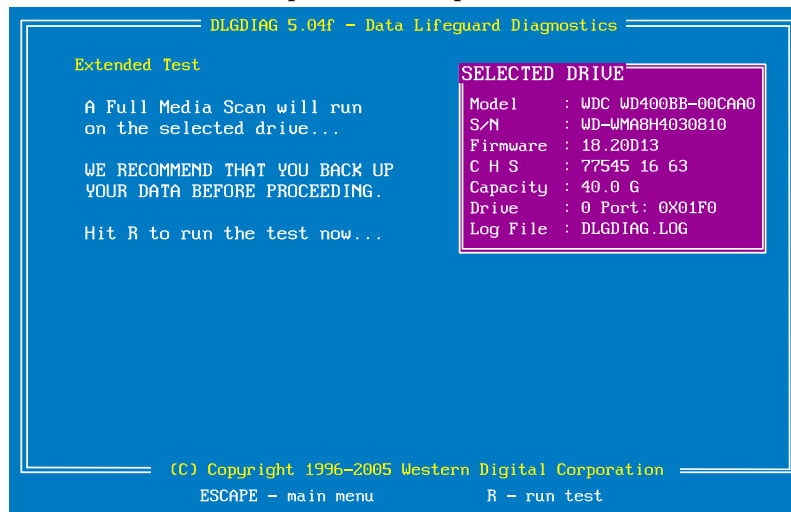 DLGDIAG 5.04f - Data Lifeguard Diagnostics
Extended Test
A Full Media Scan will run
on the selected drive...
WE RECOMMEND THAT YOU BACK UP
YOUR DATA BEFORE PROCEEDING.
Hit R to run the test now...
SELECTED DRIVE
Model : WDC WD400BB-00CAA0
S/N : WD-WMA8H4030810
Firmware : 18.20D13
C H S : 77545 16 63
Capacity : 40.0 G
Drive : 0 Port: 0X01F0
Log File : DLGDIAG.LOG
(C) Copyright 1996-2005 Western Digital Corporation
ESCAPE - main menu R - run test